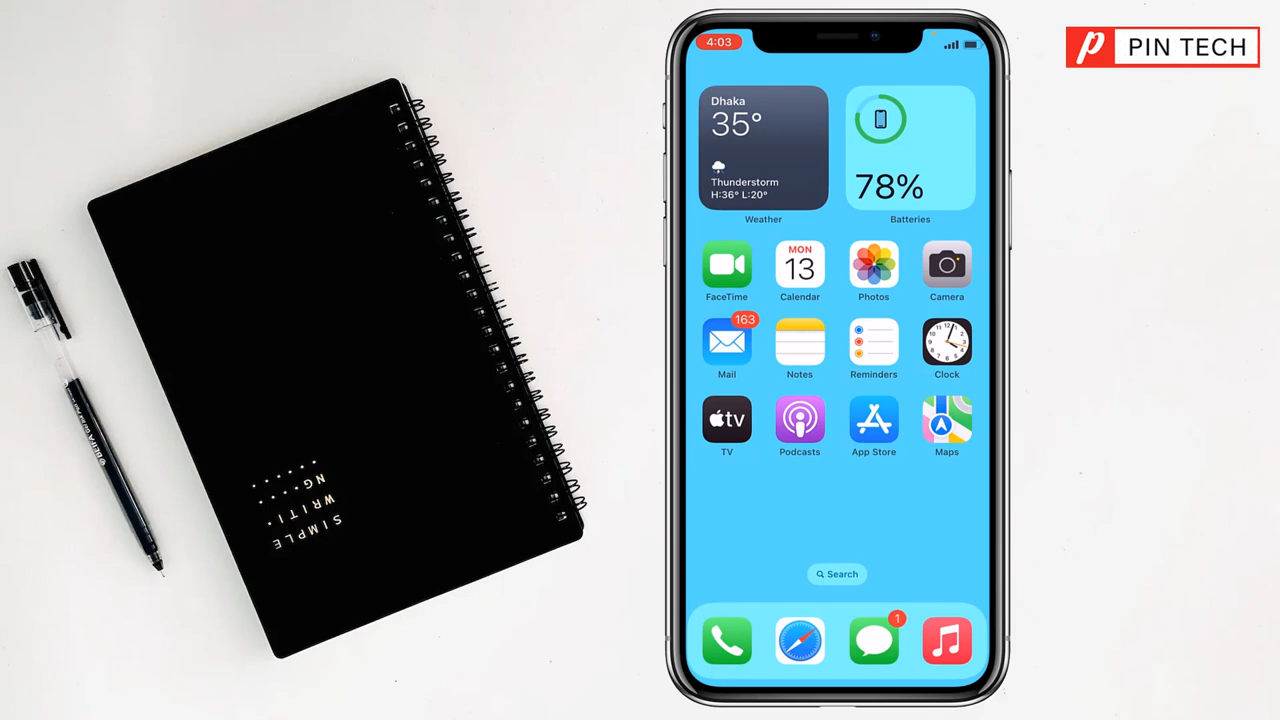 PIN TECH
4:03
Dhaka
35°
Thunderstorm
H:36° L:20°
Weather
78%
Batteries
FaceTime
MON
13
Calendar
Photos
Camera
163
Mail
Notes
Reminders
Clock
tv
TV
Podcasts
App Store
Maps
Search
1
SIMPLE
WRITI
NG